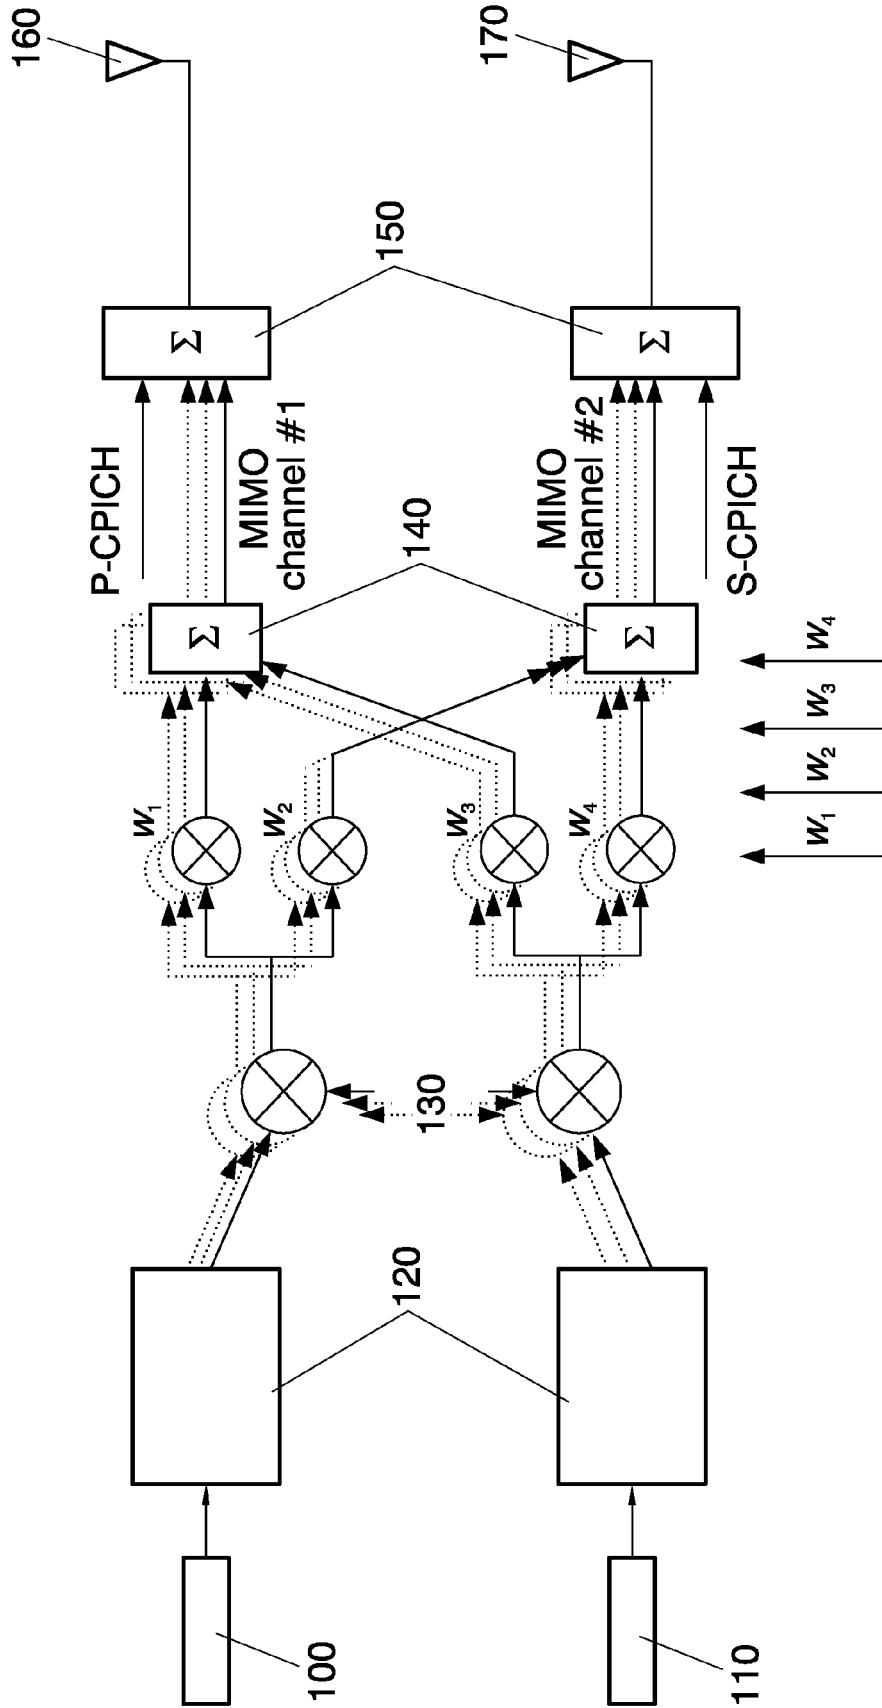 160
170
150
Σ
Σ
P-CPICH
MIMO
channel #1
MIMO
channel #2
S-CPICH
140
Σ
Σ
W1
W2
W3
W4
W1
W2
W3
W4
130
120
100
110